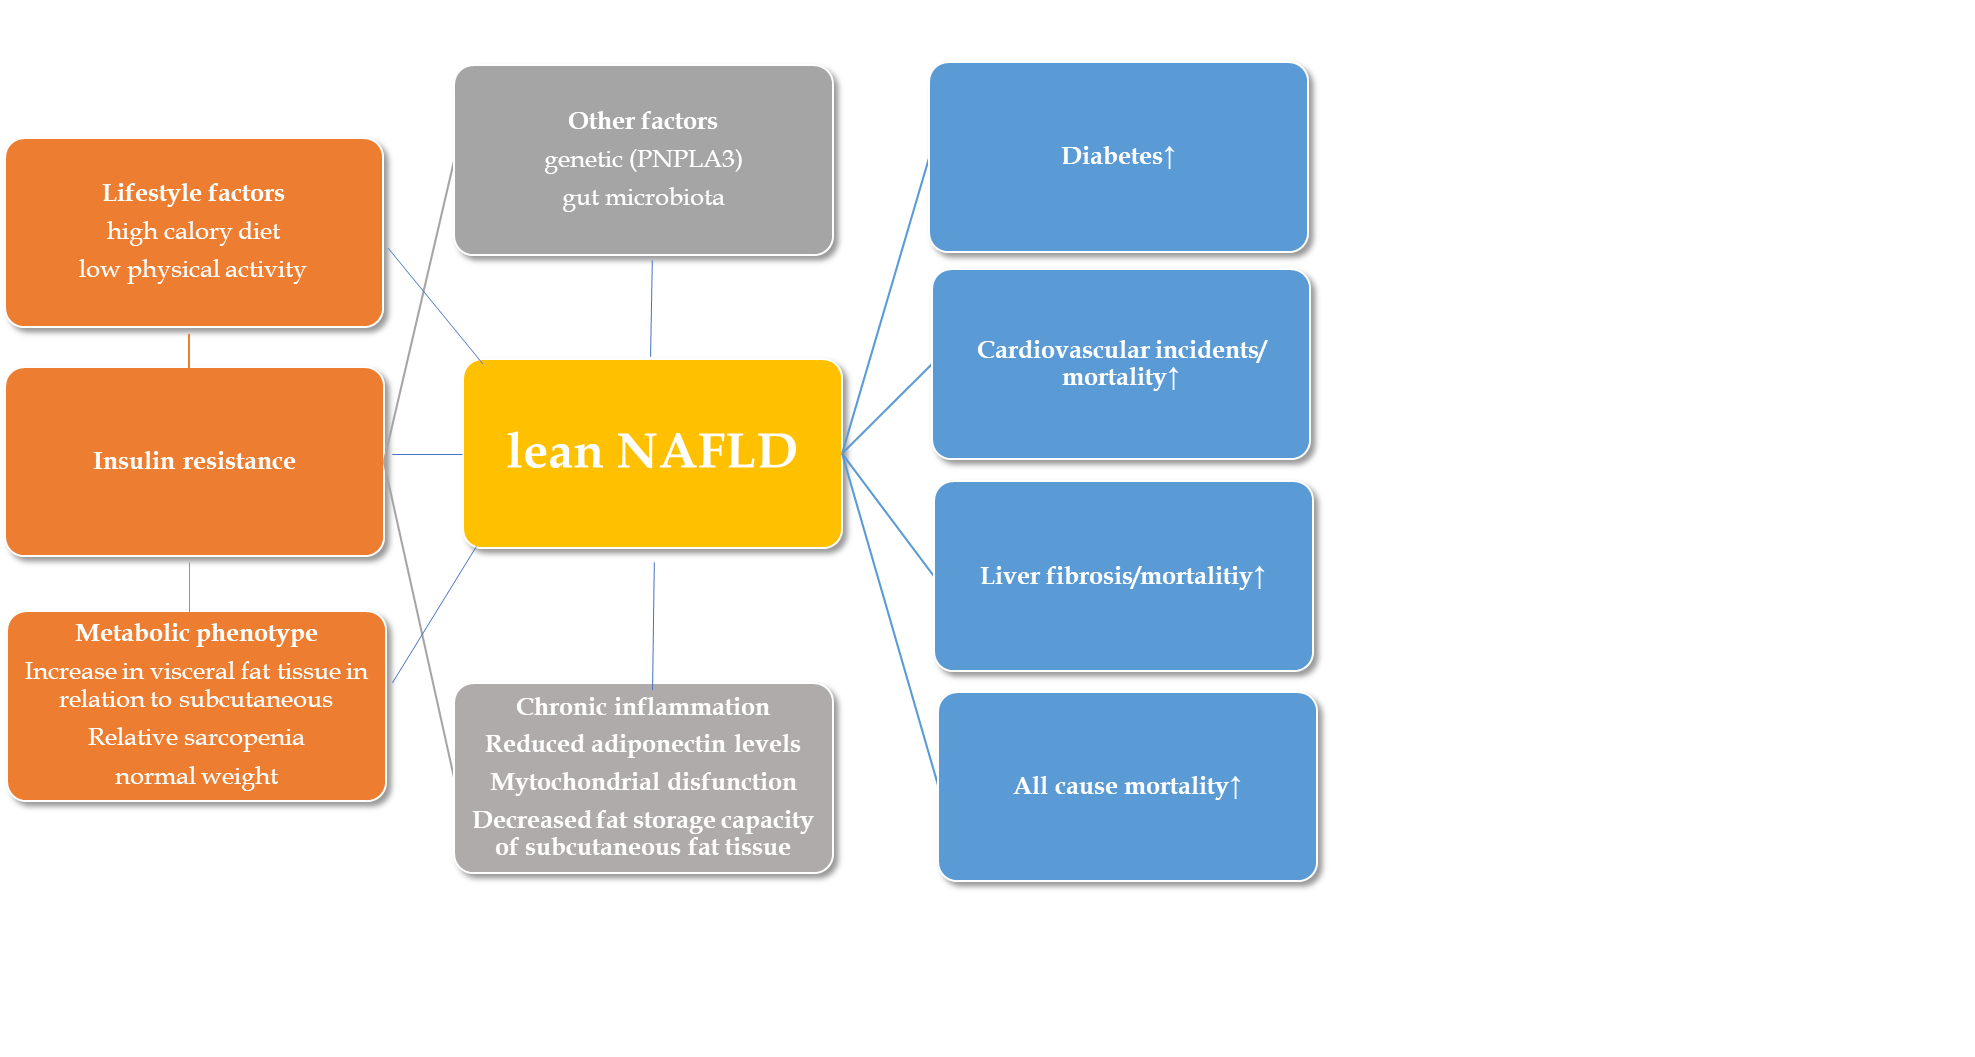 Lifestyle factors
high calory diet
low physical activity
Insulin resistance
Metabolic phenotype
Increase in visceral fat tissue in
relation to subcutaneous
Relative sarcopenia
normal weight
Other factors
genetic (PNPLA3)
gut microbiota
lean NAFLD
Chronic inflammation
Reduced adiponectin levels
Mytochondrial disfunction
Decreased fat storage capacity
of subcutaneous fat tissue
Diabetes↑
Cardiovascular incidents/
mortality↑
Liver fibrosis/mortalitiy↑
All cause mortality↑